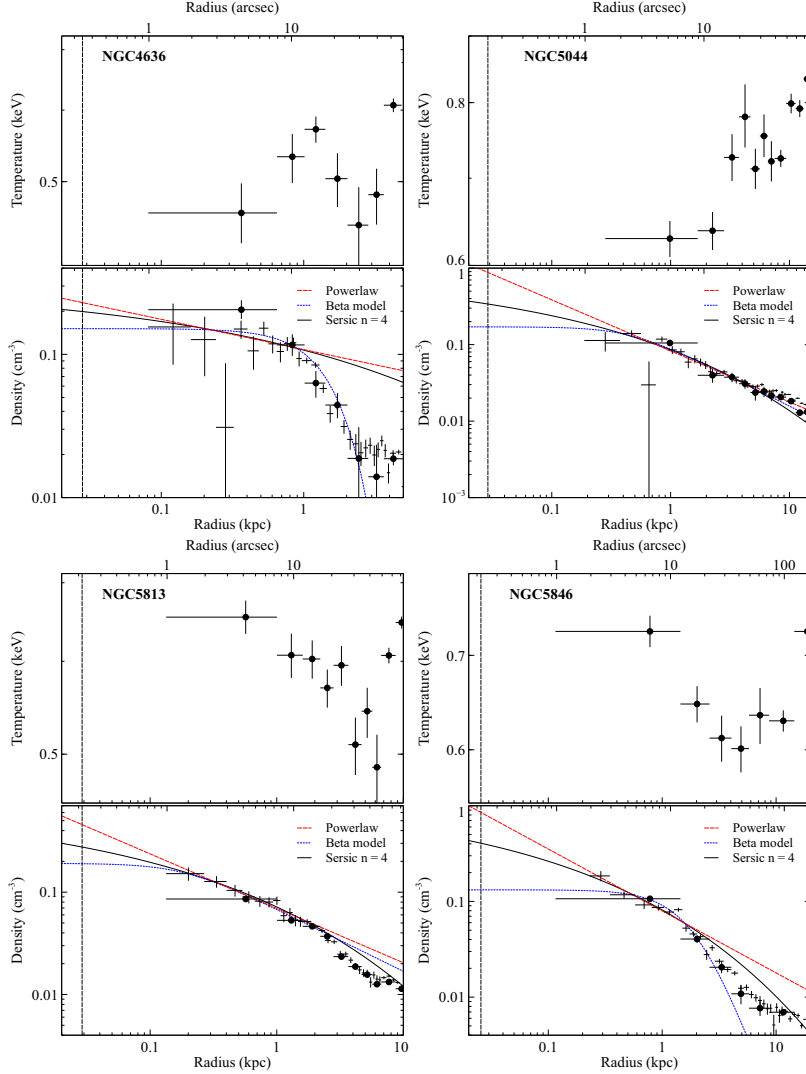 Radius (arcsec) Radius (arcsec)
1 10 1 10
NGC4636 NGC5044
Temperature (keV) Temperature (keV)
0.5 0.8
0.6
Powerlaw Powerlaw
Beta model Beta model
Sersic n = 4 Sersic n = 4
Density (cm⁻³) Density (cm⁻³)
0.1 1
0.01 0.1
0.01
10⁻³
0.1 1 0.1 1 10
Radius (kpc) Radius (kpc)
Radius (arcsec) Radius (arcsec)
1 10 1 10 100
NGC5813 NGC5846
Temperature (keV) Temperature (keV)
0.5 0.7
0.6
Powerlaw Powerlaw
Beta model Beta model
Sersic n = 4 Sersic n = 4
Density (cm⁻³) Density (cm⁻³)
0.1 1
0.01 0.1
0.01
0.1 1 10 0.1 1 10
Radius (kpc) Radius (kpc)